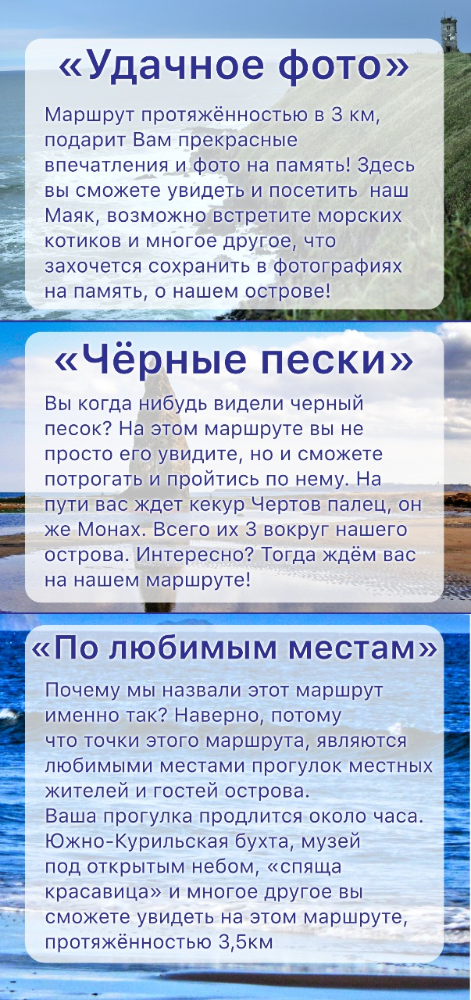 «Удачное фото»
Маршрут протяжённостью в 3 км,
подарит Вам прекрасные
впечатления и фото на память! Здесь
вы сможете увидеть и посетить  наш
Маяк, возможно встретите морских
котиков и многое другое, что
захочется сохранить в фотографиях
на память, о нашем острове!
«Чёрные пески»
Вы когда нибудь видели черный
песок? На этом маршруте вы не
просто его увидите, но и сможете
потрогать и пройтись по нему. На
пути вас ждет кекур Чертов палец, он
же Монах. Всего их 3 вокруг нашего
острова. Интересно? Тогда ждём вас
на нашем маршруте!
«По любимым местам»
Почему мы назвали этот маршрут
именно так? Наверно, потому
что точки этого маршрута, являются
любимыми местами прогулок местных
жителей и гостей острова.
Ваша прогулка продлится около часа.
Южно-Курильская бухта, музей
под открытым небом, «спяща
красавица» и многое другое вы
сможете увидеть на этом маршруте,
протяжённостью 3,5км